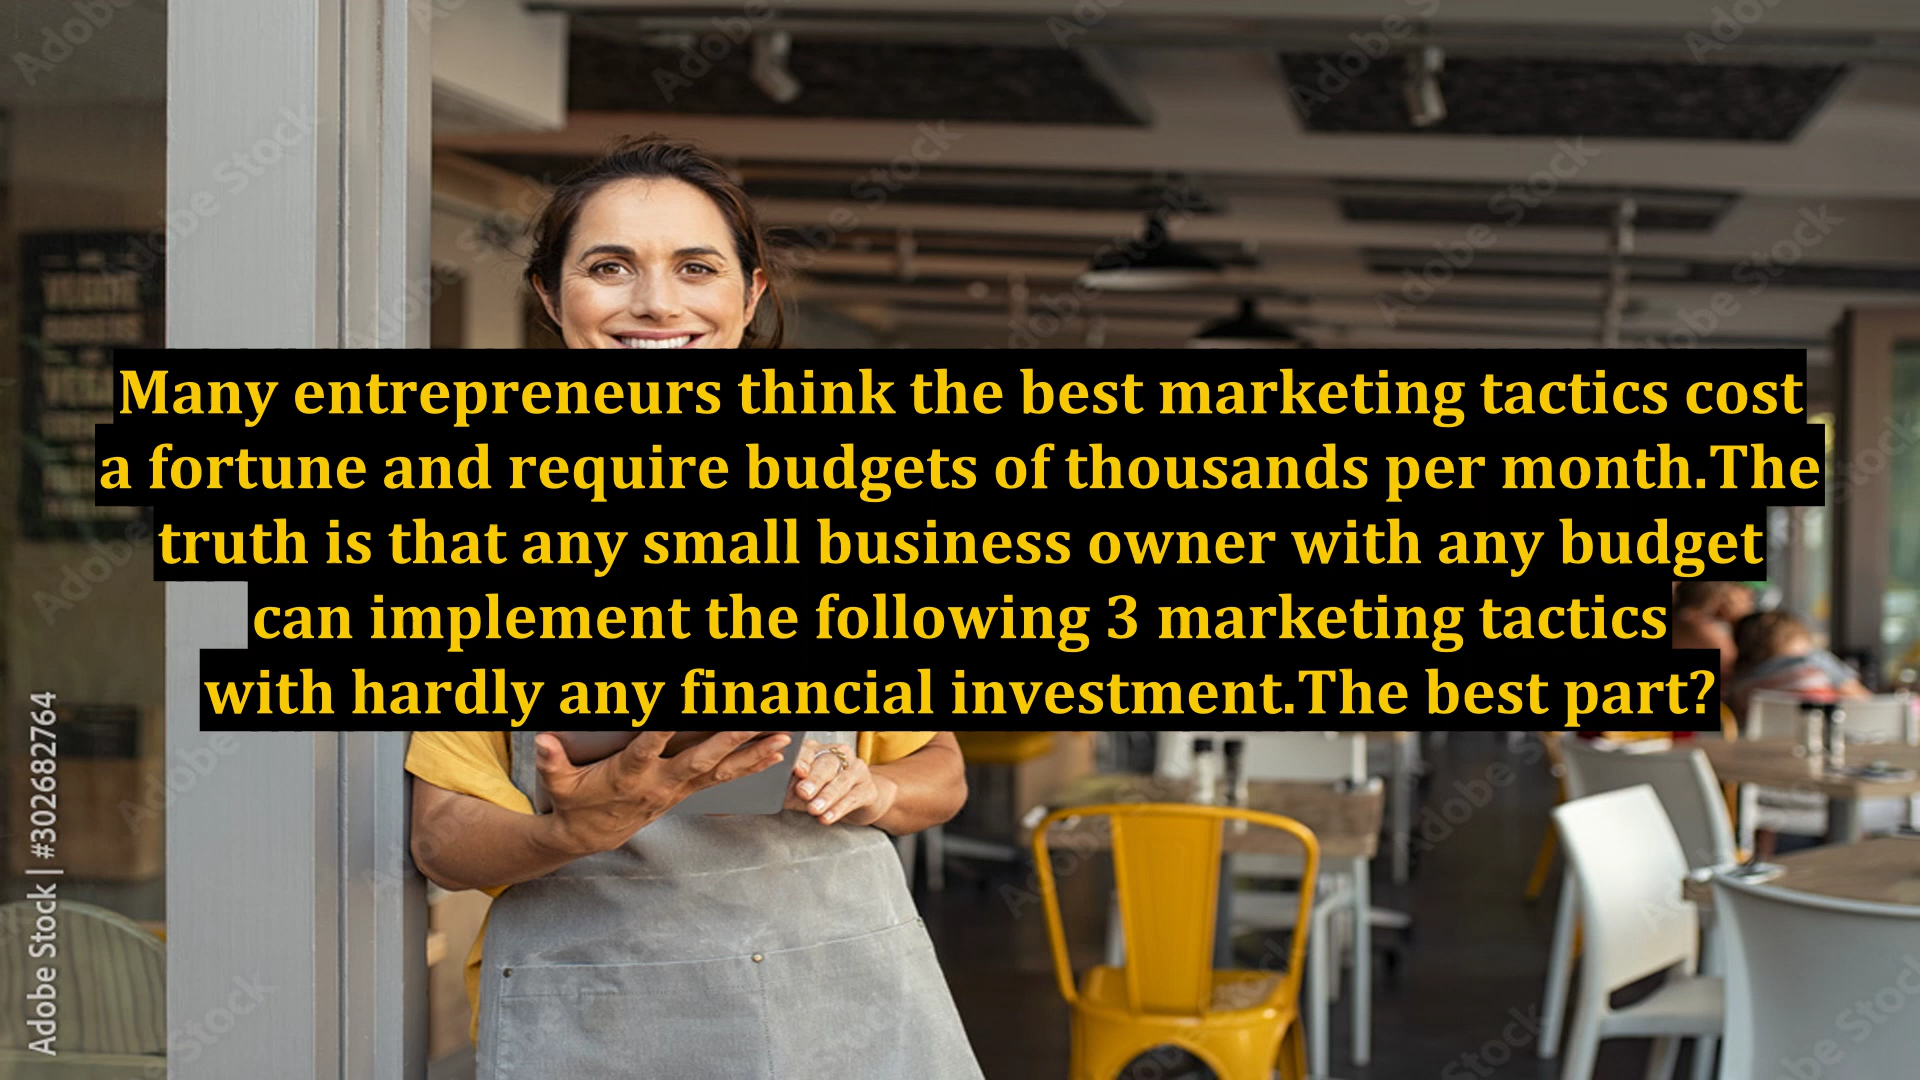 Many entrepreneurs think the best marketing tactics cost
a fortune and require budgets of thousands per month.The
truth is that any small business owner with any budget
can implement the following 3 marketing tactics
with hardly any financial investment.The best part?
Adobe Stock | #302682764